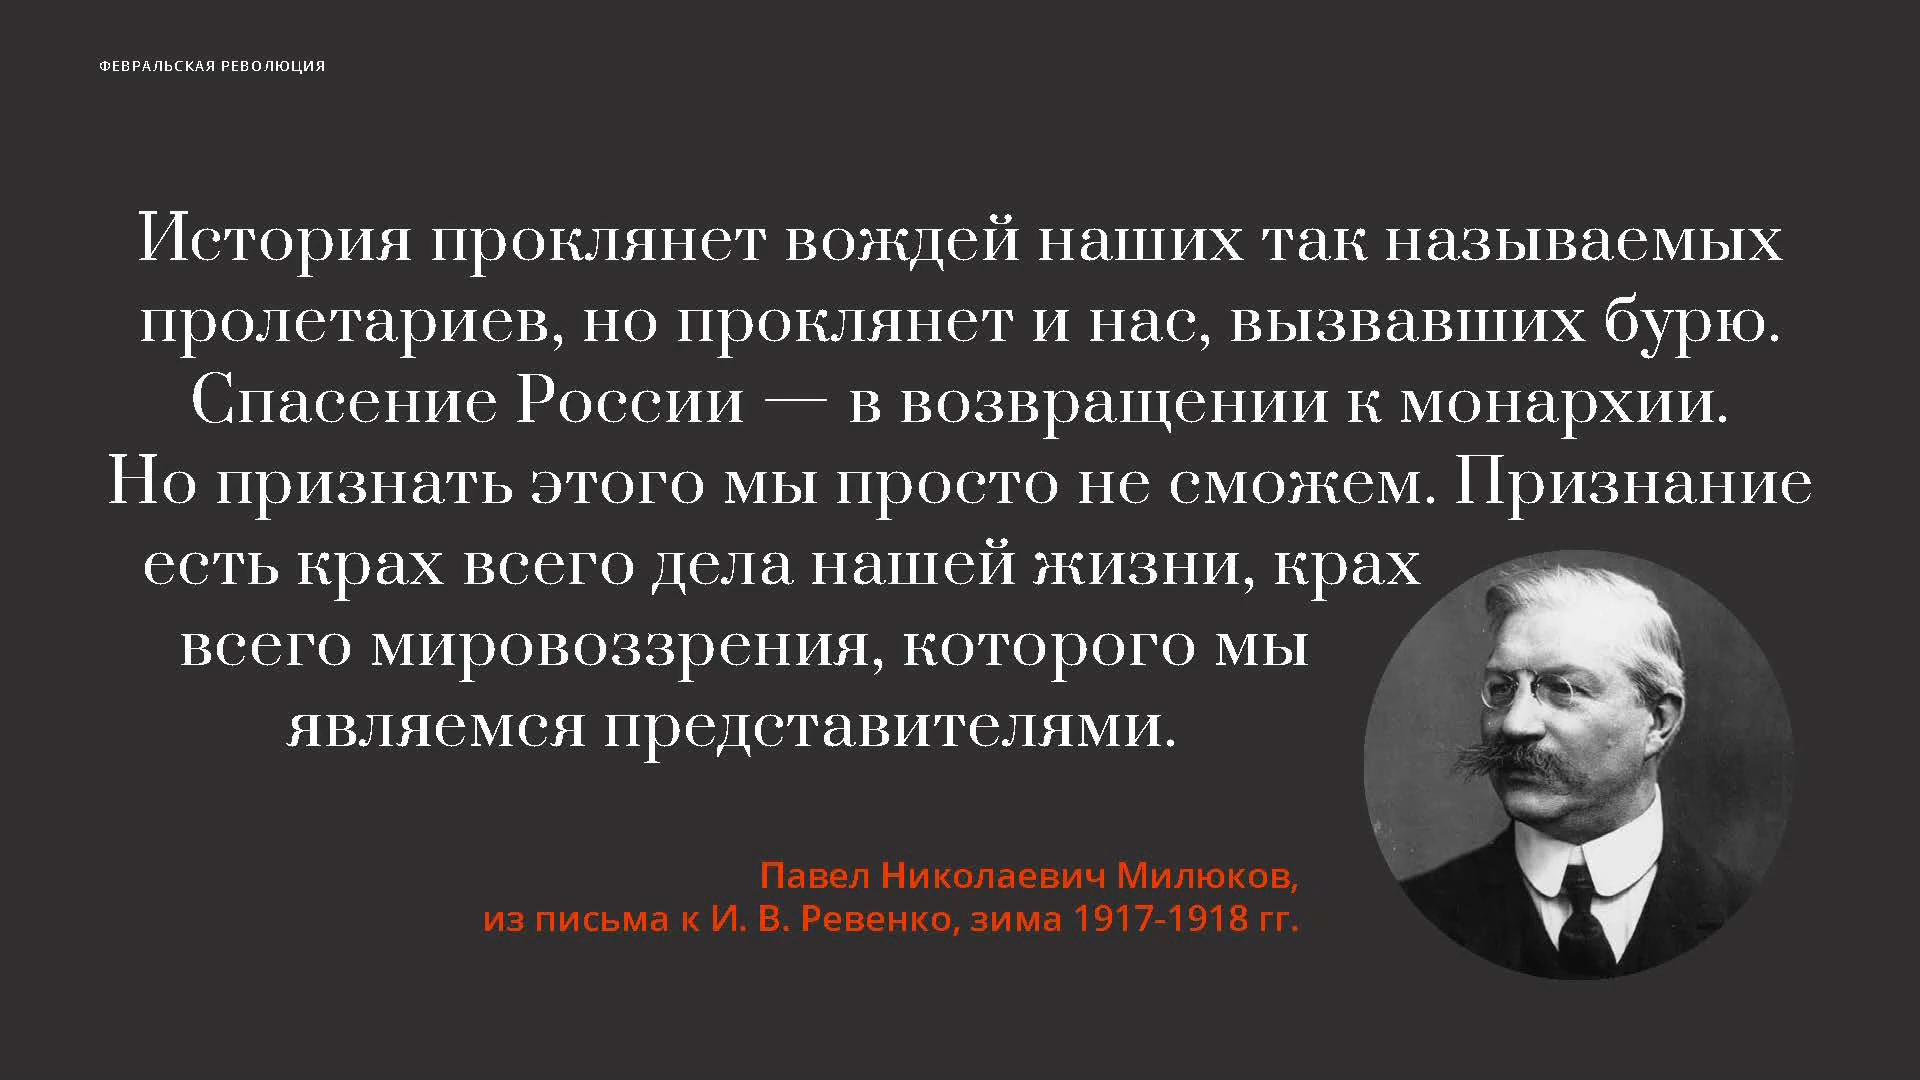 ФЕВРАЛЬСКАЯ РЕВОЛЮЦИЯ
История проклянет вождей наших так называемых
пролетариев, но проклянет и нас, вызвавших бурю.
Спасение России — в возвращении к монархии.
Но признать этого мы просто не сможем. Признание
есть крах всего дела нашей жизни, крах
всего мировоззрения, которого мы
являемся представителями.
Павел Николаевич Милюков,
из письма к И. В. Ревенко, зима 1917-1918 гг.